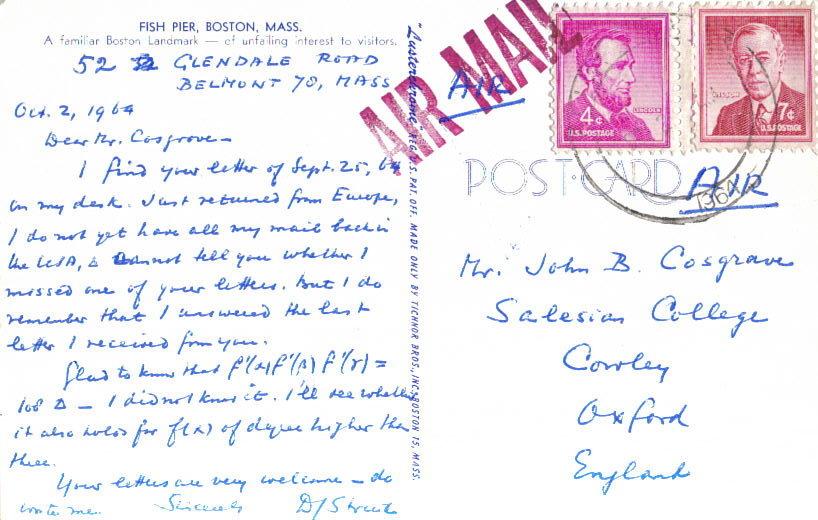 FISH PIER, BOSTON, MASS.
A familiar Boston Landmark — of unfailing interest to visitors.
52 GLENDALE ROAD
BELMONT 78, MASS
Oct. 2, 1964
Dear Mr. Cosgrave—
I find your letter of Sept. 25, 64
on my desk. Just returned from Europe,
I do not yet have all my mail back in
the USA, & cannot tell you whether I
missed one of your letters. But I do
remember that I answered the last
letter I received from you.
Glad to know that f'(α) f'(β) f'(γ) =
108 Δ — I did not know it. I'll see whether
it also holds for f(x) of degree higher than
three.
Your letters are very welcome — do
write me. Sincerely DJ Struik
"Lusterchrome" REG. U.S. PAT. OFF. MADE ONLY BY TICHNOR BROS., INC., BOSTON 15, MASS.
AIR MAIL
AIR
4¢
LINCOLN
U.S. POSTAGE
WILSON
7¢
U.S. POSTAGE
1964
POST CARD
AIR
Mr. John B. Cosgrave
Salesian College
Cowley
Oxford
England